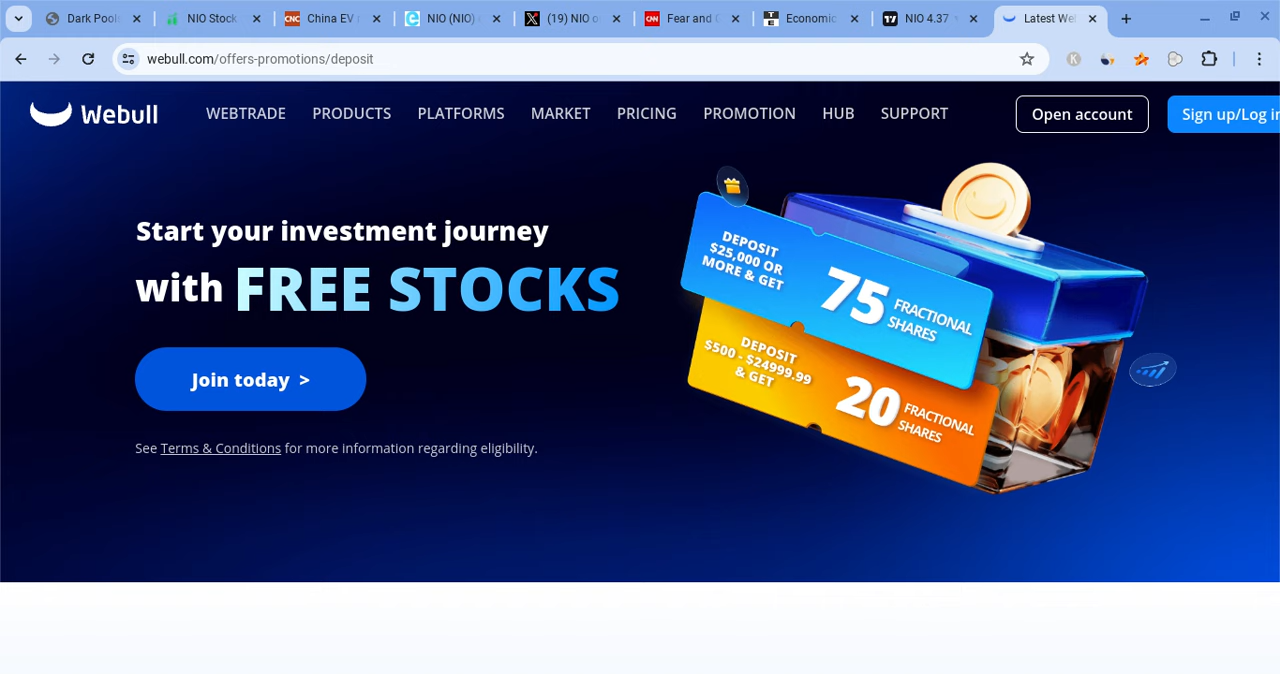 Dark Pools
NIO Stock
China EV
NIO (NIO)
(19) NIO o
Fear and G
Economic
NIO 4.37
Latest Web
webull.com/offers-promotions/deposit
Webull
WEBTRADE
PRODUCTS
PLATFORMS
MARKET
PRICING
PROMOTION
HUB
SUPPORT
Open account
Sign up/Log in
Start your investment journey
with FREE STOCKS
Join today >
See Terms & Conditions for more information regarding eligibility.
DEPOSIT
$25,000 OR
MORE & GET
75 FRACTIONAL
SHARES
DEPOSIT
$500 - $24999.99
& GET
20 FRACTIONAL
SHARES